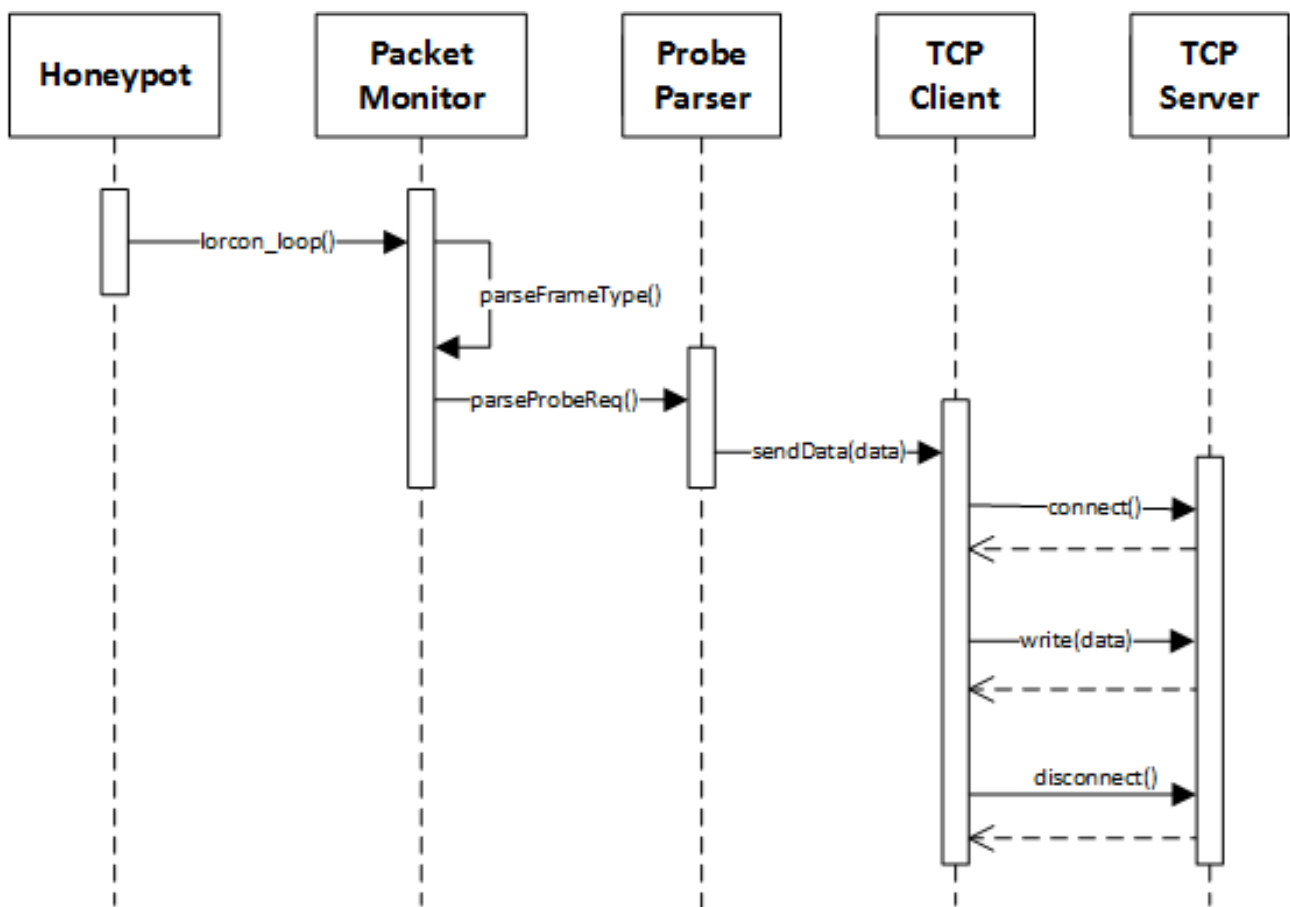 Honeypot
Packet
Monitor
Probe
Parser
TCP
Client
TCP
Server
lorcon_loop()
parseFrameType()
parseProbeReq()
sendData(data)
connect()
write(data)
disconnect()